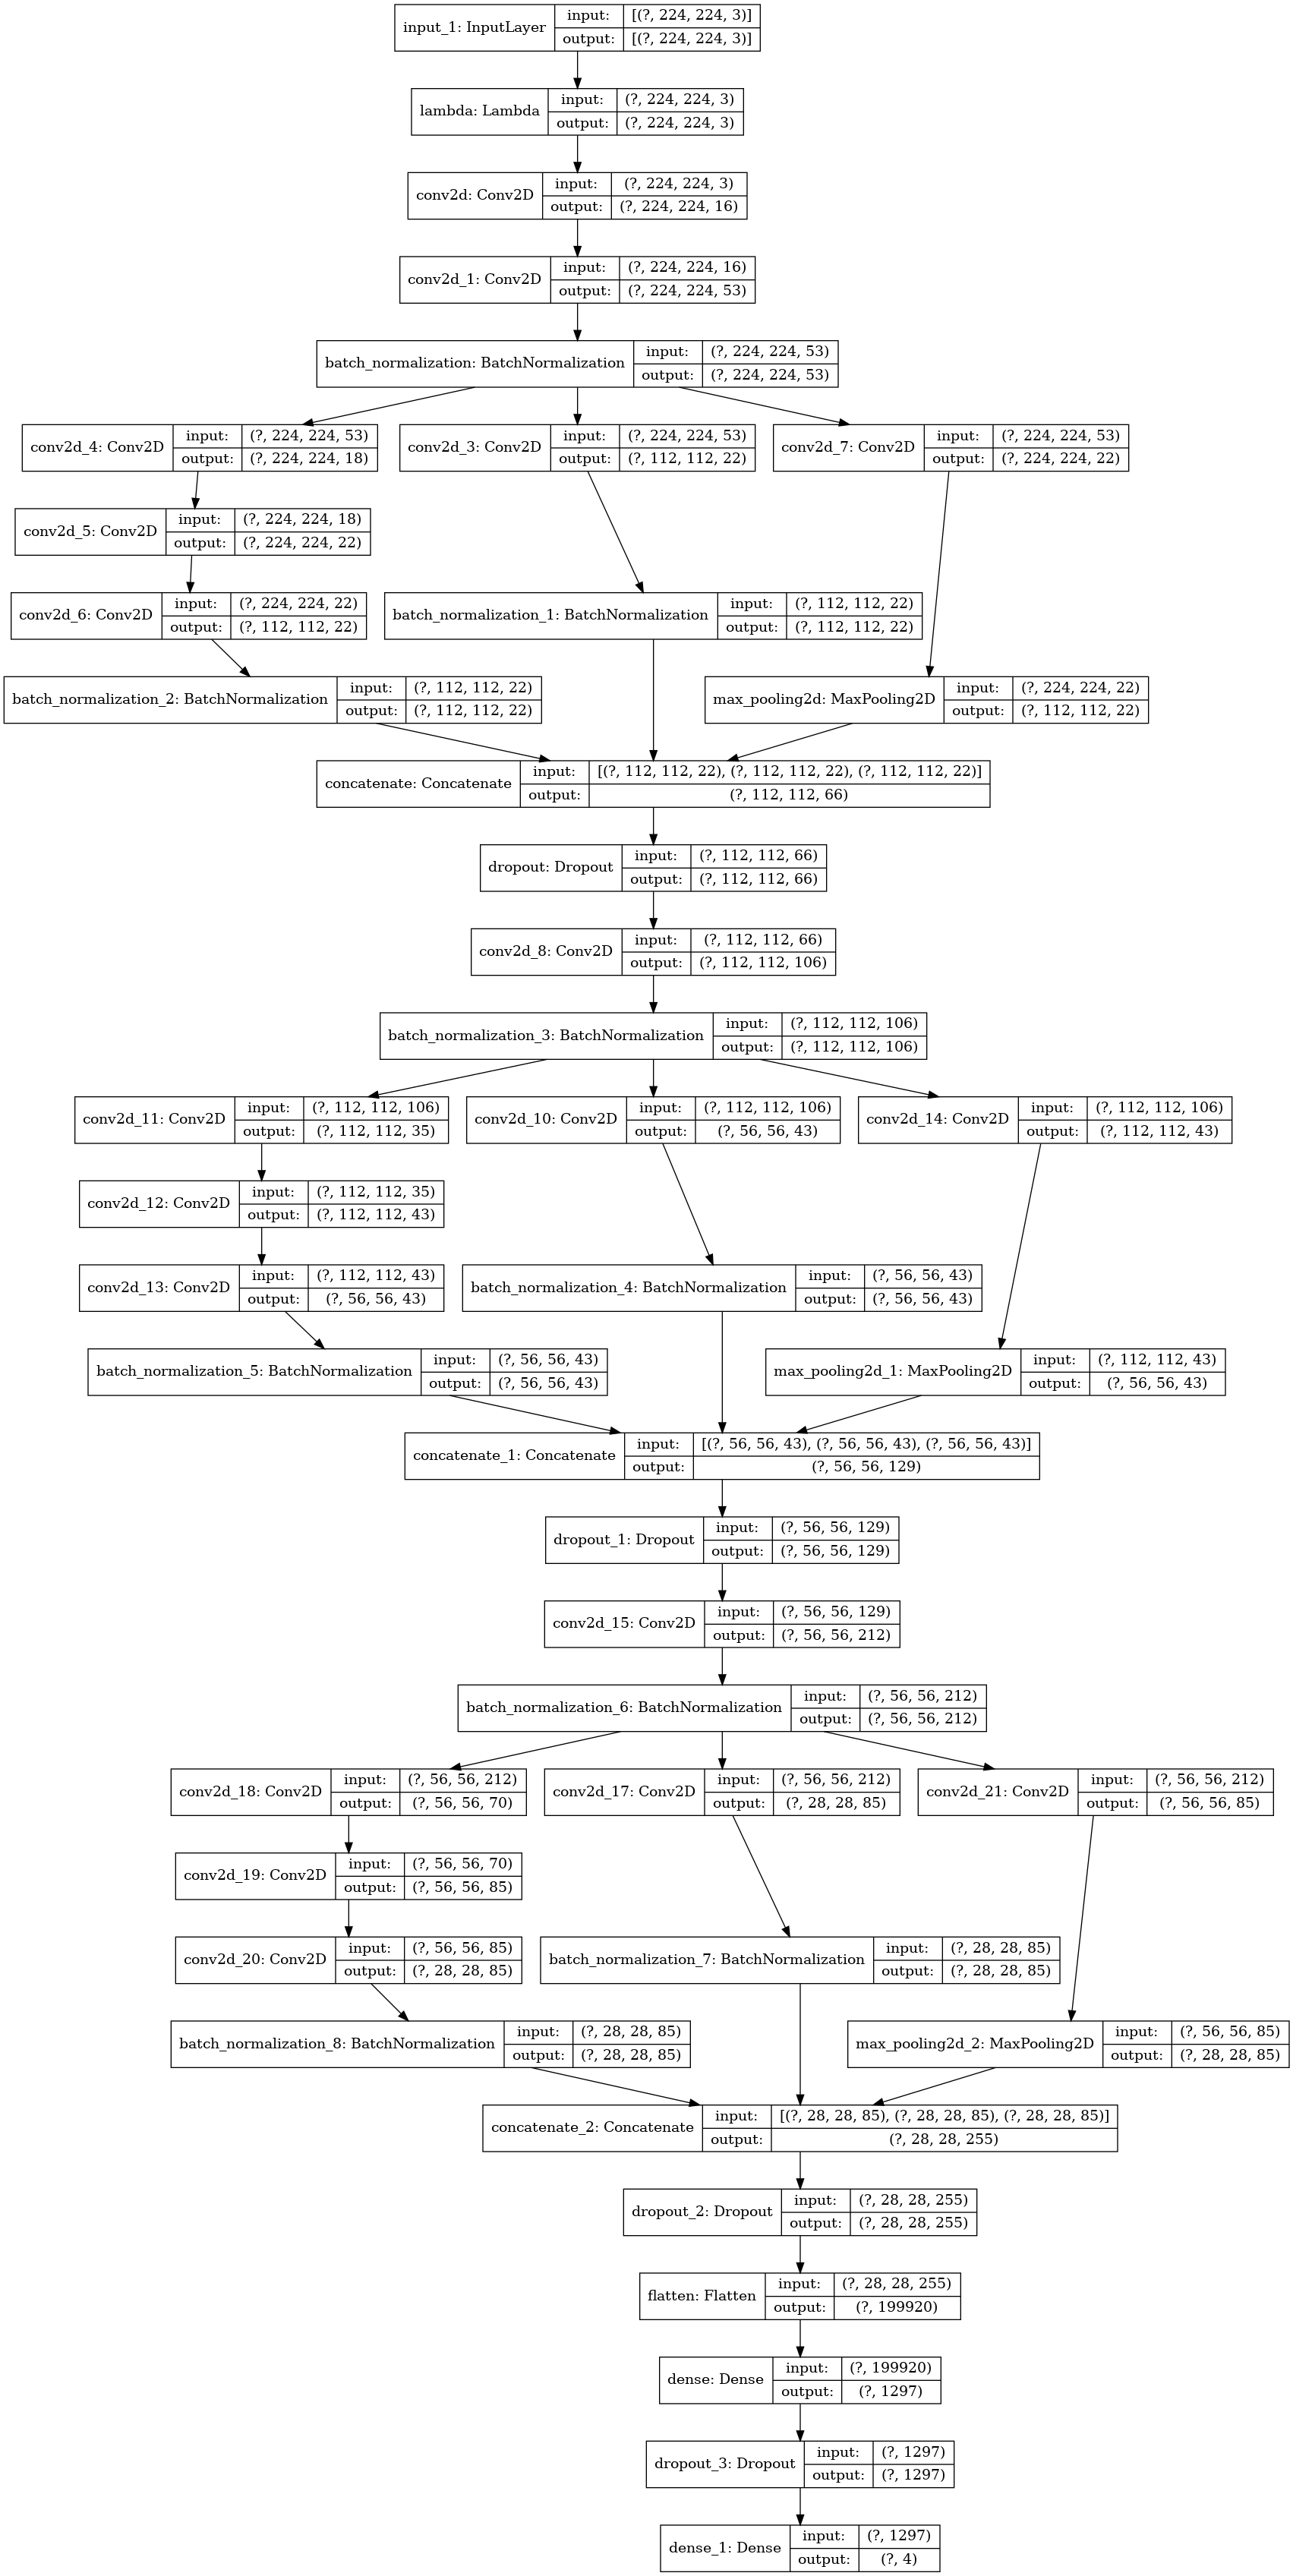 input_1: InputLayer
input: [(?, 224, 224, 3)]
output: [(?, 224, 224, 3)]
lambda: Lambda
input: (?, 224, 224, 3)
output: (?, 224, 224, 3)
conv2d: Conv2D
input: (?, 224, 224, 3)
output: (?, 224, 224, 16)
conv2d_1: Conv2D
input: (?, 224, 224, 16)
output: (?, 224, 224, 53)
batch_normalization: BatchNormalization
input: (?, 224, 224, 53)
output: (?, 224, 224, 53)
conv2d_4: Conv2D
input: (?, 224, 224, 53)
output: (?, 224, 224, 18)
conv2d_3: Conv2D
input: (?, 224, 224, 53)
output: (?, 112, 112, 22)
conv2d_7: Conv2D
input: (?, 224, 224, 53)
output: (?, 224, 224, 22)
conv2d_5: Conv2D
input: (?, 224, 224, 18)
output: (?, 224, 224, 22)
conv2d_6: Conv2D
input: (?, 224, 224, 22)
output: (?, 112, 112, 22)
batch_normalization_1: BatchNormalization
input: (?, 112, 112, 22)
output: (?, 112, 112, 22)
batch_normalization_2: BatchNormalization
input: (?, 112, 112, 22)
output: (?, 112, 112, 22)
max_pooling2d: MaxPooling2D
input: (?, 224, 224, 22)
output: (?, 112, 112, 22)
concatenate: Concatenate
input: [(?, 112, 112, 22), (?, 112, 112, 22), (?, 112, 112, 22)]
output: (?, 112, 112, 66)
dropout: Dropout
input: (?, 112, 112, 66)
output: (?, 112, 112, 66)
conv2d_8: Conv2D
input: (?, 112, 112, 66)
output: (?, 112, 112, 106)
batch_normalization_3: BatchNormalization
input: (?, 112, 112, 106)
output: (?, 112, 112, 106)
conv2d_11: Conv2D
input: (?, 112, 112, 106)
output: (?, 112, 112, 35)
conv2d_10: Conv2D
input: (?, 112, 112, 106)
output: (?, 56, 56, 43)
conv2d_14: Conv2D
input: (?, 112, 112, 106)
output: (?, 112, 112, 43)
conv2d_12: Conv2D
input: (?, 112, 112, 35)
output: (?, 112, 112, 43)
conv2d_13: Conv2D
input: (?, 112, 112, 43)
output: (?, 56, 56, 43)
batch_normalization_4: BatchNormalization
input: (?, 56, 56, 43)
output: (?, 56, 56, 43)
batch_normalization_5: BatchNormalization
input: (?, 56, 56, 43)
output: (?, 56, 56, 43)
max_pooling2d_1: MaxPooling2D
input: (?, 112, 112, 43)
output: (?, 56, 56, 43)
concatenate_1: Concatenate
input: [(?, 56, 56, 43), (?, 56, 56, 43), (?, 56, 56, 43)]
output: (?, 56, 56, 129)
dropout_1: Dropout
input: (?, 56, 56, 129)
output: (?, 56, 56, 129)
conv2d_15: Conv2D
input: (?, 56, 56, 129)
output: (?, 56, 56, 212)
batch_normalization_6: BatchNormalization
input: (?, 56, 56, 212)
output: (?, 56, 56, 212)
conv2d_18: Conv2D
input: (?, 56, 56, 212)
output: (?, 56, 56, 70)
conv2d_17: Conv2D
input: (?, 56, 56, 212)
output: (?, 28, 28, 85)
conv2d_21: Conv2D
input: (?, 56, 56, 212)
output: (?, 56, 56, 85)
conv2d_19: Conv2D
input: (?, 56, 56, 70)
output: (?, 56, 56, 85)
conv2d_20: Conv2D
input: (?, 56, 56, 85)
output: (?, 28, 28, 85)
batch_normalization_7: BatchNormalization
input: (?, 28, 28, 85)
output: (?, 28, 28, 85)
batch_normalization_8: BatchNormalization
input: (?, 28, 28, 85)
output: (?, 28, 28, 85)
max_pooling2d_2: MaxPooling2D
input: (?, 56, 56, 85)
output: (?, 28, 28, 85)
concatenate_2: Concatenate
input: [(?, 28, 28, 85), (?, 28, 28, 85), (?, 28, 28, 85)]
output: (?, 28, 28, 255)
dropout_2: Dropout
input: (?, 28, 28, 255)
output: (?, 28, 28, 255)
flatten: Flatten
input: (?, 28, 28, 255)
output: (?, 199920)
dense: Dense
input: (?, 199920)
output: (?, 1297)
dropout_3: Dropout
input: (?, 1297)
output: (?, 1297)
dense_1: Dense
input: (?, 1297)
output: (?, 4)